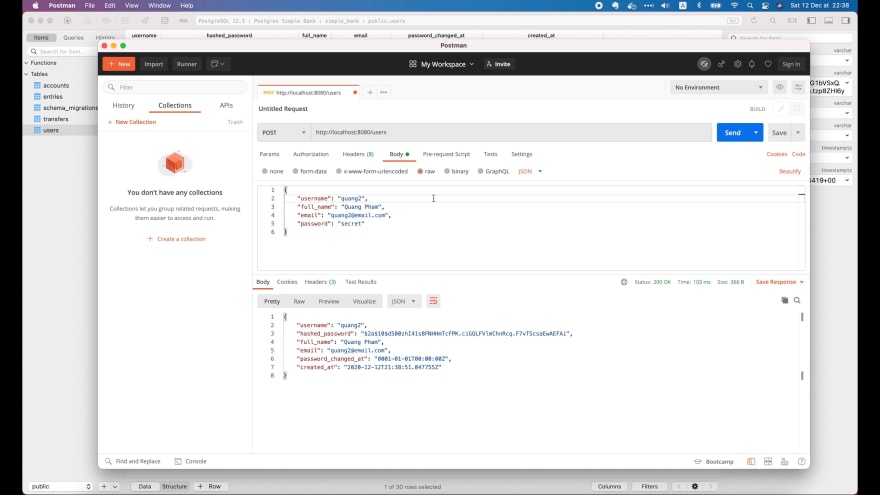 Postman File Edit View Window Help
Sat 12 Dec at 22:38
PostgreSQL 12.3 : Postgres Simple Bank : simple_bank : public.users
Items Queries History
username hashed_password full_name email password_changed_at created_at
Search for item...
Functions
Tables
accounts
entries
schema_migrations
transfers
users
Postman
New Import Runner
My Workspace
Invite
Sign In
Filter
History Collections APIs
New Collection Trash
You don't have any collections
Collections let you group related requests,
making them easier to access and run.
Create a collection
POST http://localhost:8080/users
No Environment
Untitled Request
BUILD
POST http://localhost:8080/users
Send Save
Params Authorization Headers (8) Body Pre-request Script Tests Settings
Cookies Code
none form-data x-www-form-urlencoded raw binary GraphQL JSON
Beautify
1 {
2 "username": "quang2",
3 "full_name": "Quang Pham",
4 "email": "quang2@email.com",
5 "password": "secret"
6 }
Body Cookies Headers (3) Test Results
Status: 200 OK Time: 103 ms Size: 366 B Save Response
Pretty Raw Preview Visualize JSON
1 {
2 "username": "quang2",
3 "hashed_password":
4 "full_name": "Quang Pham",
5 "email": "quang2@email.com",
6 "password_changed_at": "0001-01-01T00:00:00Z",
7 "created_at": "2020-12-12T21:38:51.047755Z"
8 }
Find and Replace Console
Bootcamp
varchar
varchar
varchar
varchar
timestamptz
timestamptz
public
Data Structure + Row
1 of 30 rows selected
Columns Filters